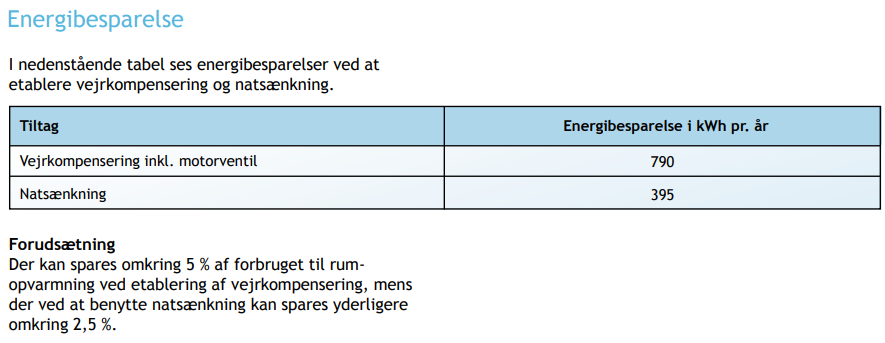 Energibesparelse
I nedenstående tabel ses energibesparelser ved at
etablere vejrkompensering og natsænkning.
Tiltag Energibesparelse i kWh pr. år
Vejrkompensering inkl. motorventil 790
Natsænkning 395
Forudsætning
Der kan spares omkring 5 % af forbruget til rum-
opvarmning ved etablering af vejrkompensering, mens
der ved at benytte natsænkning kan spares yderligere
omkring 2,5 %.